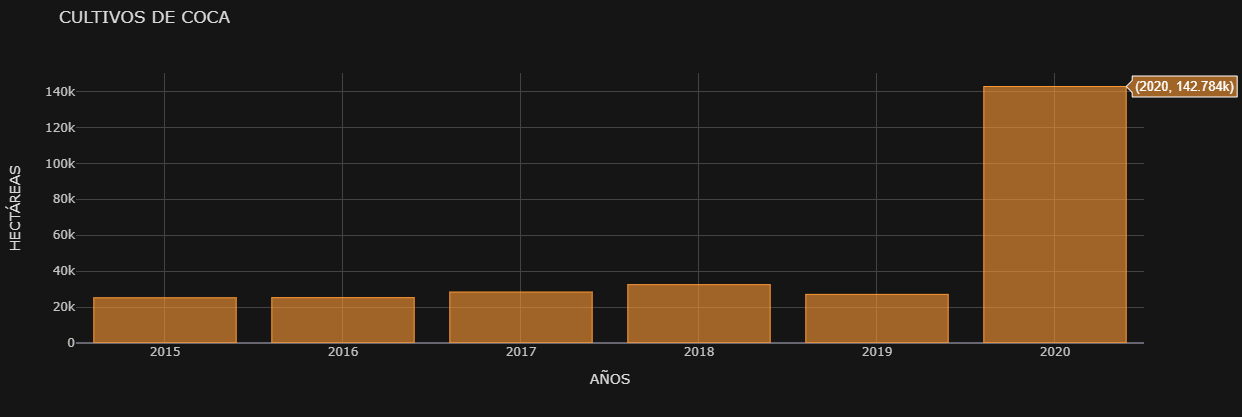 CULTIVOS DE COCA
(2020, 142.784k)
140k
120k
100k
80k
60k
40k
20k
0
HECTÁREAS
2015 2016 2017 2018 2019 2020
AÑOS